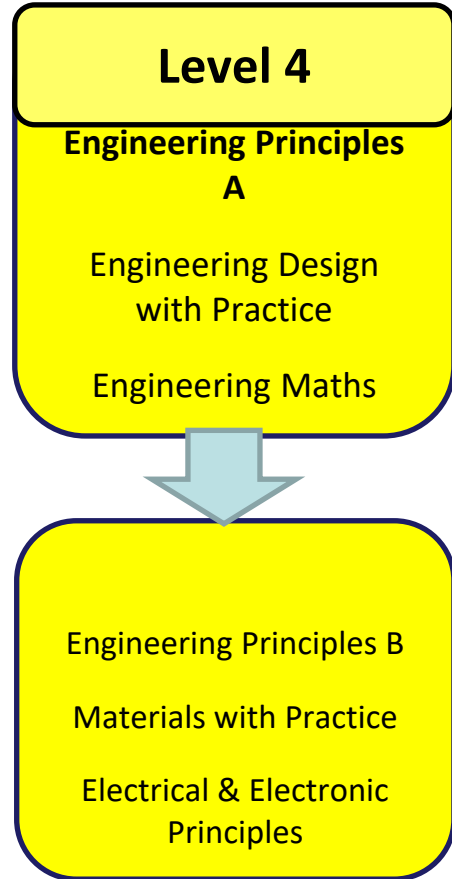 Level 4
Engineering Principles
A
Engineering Design
with Practice
Engineering Maths
Engineering Principles B
Materials with Practice
Electrical & Electronic
Principles